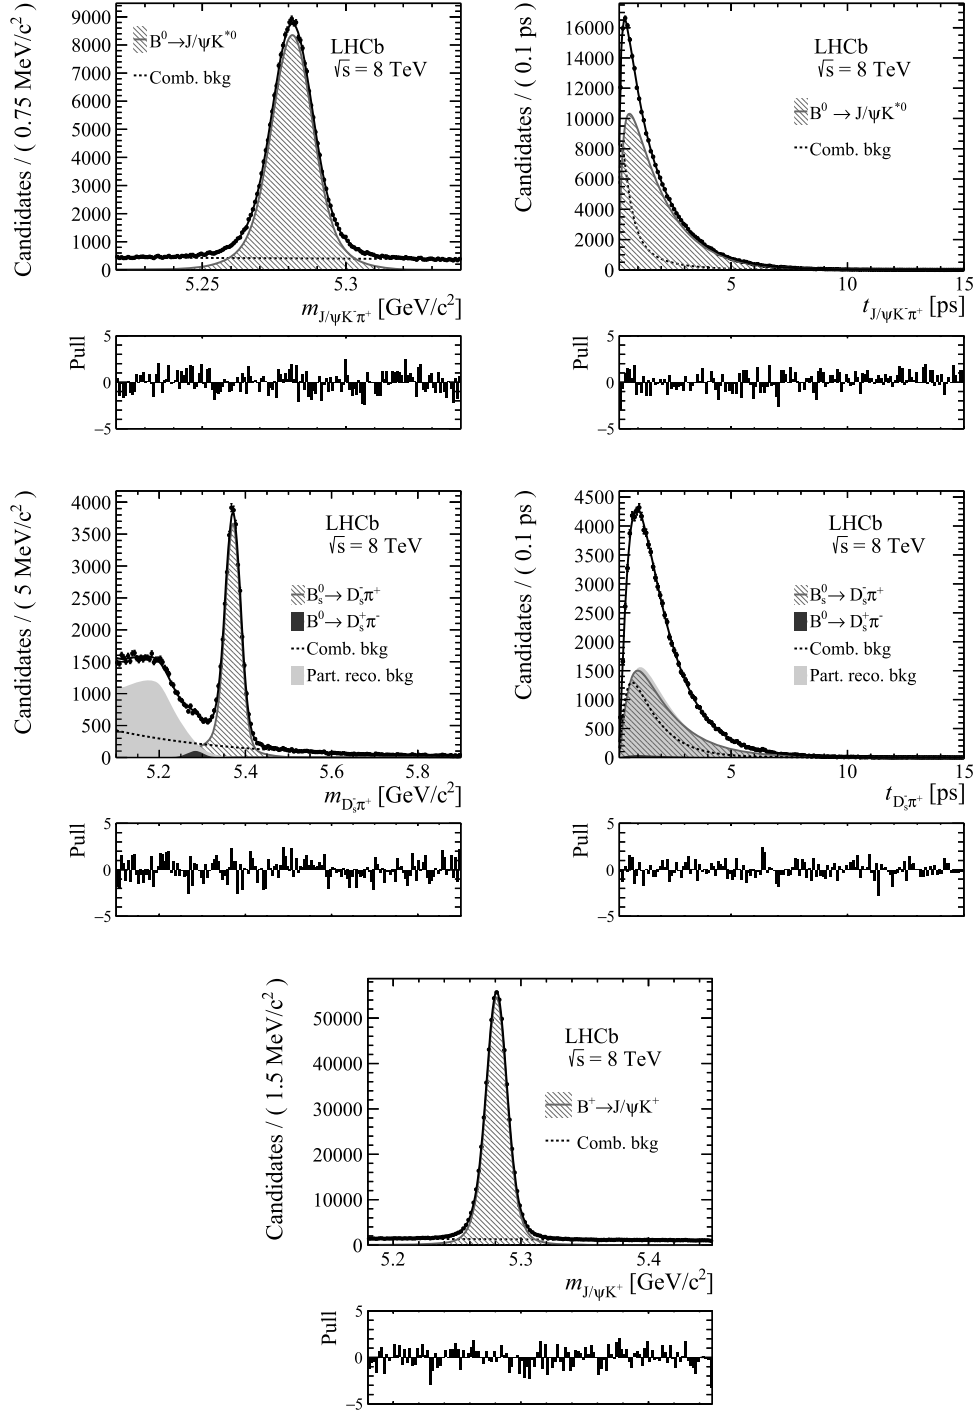 Candidates / ( 0.75 MeV/c²)
9000
8000
7000
6000
5000
4000
3000
2000
1000
0
B⁰→J/ψK*⁰
Comb. bkg
LHCb
√s = 8 TeV
5.25
5.3
m_J/ψK⁻π⁺ [GeV/c²]
Pull
5
0
−5
Candidates / ( 0.1 ps)
16000
14000
12000
10000
8000
6000
4000
2000
0
LHCb
√s = 8 TeV
B⁰ → J/ψK*⁰
Comb. bkg
5
10
15
t_J/ψK⁻π⁺ [ps]
Pull
5
0
−5
Candidates / ( 5 MeV/c²)
4000
3500
3000
2500
2000
1500
1000
500
0
LHCb
√s = 8 TeV
B⁰ₛ→ D⁻ₛπ⁺
B⁰→ D⁺ₛπ⁻
Comb. bkg
Part. reco. bkg
5.2
5.4
5.6
5.8
m_D⁻ₛπ⁺ [GeV/c²]
Pull
5
0
−5
Candidates / ( 0.1 ps)
4500
4000
3500
3000
2500
2000
1500
1000
500
0
LHCb
√s = 8 TeV
B⁰ₛ→ D⁻ₛπ⁺
B⁰→ D⁺ₛπ⁻
Comb. bkg
Part. reco. bkg
5
10
15
t_D⁻ₛπ⁺ [ps]
Pull
5
0
−5
Candidates / ( 1.5 MeV/c²)
50000
40000
30000
20000
10000
0
LHCb
√s = 8 TeV
B⁺→J/ψK⁺
Comb. bkg
5.2
5.3
5.4
m_J/ψK⁺ [GeV/c²]
Pull
5
0
−5